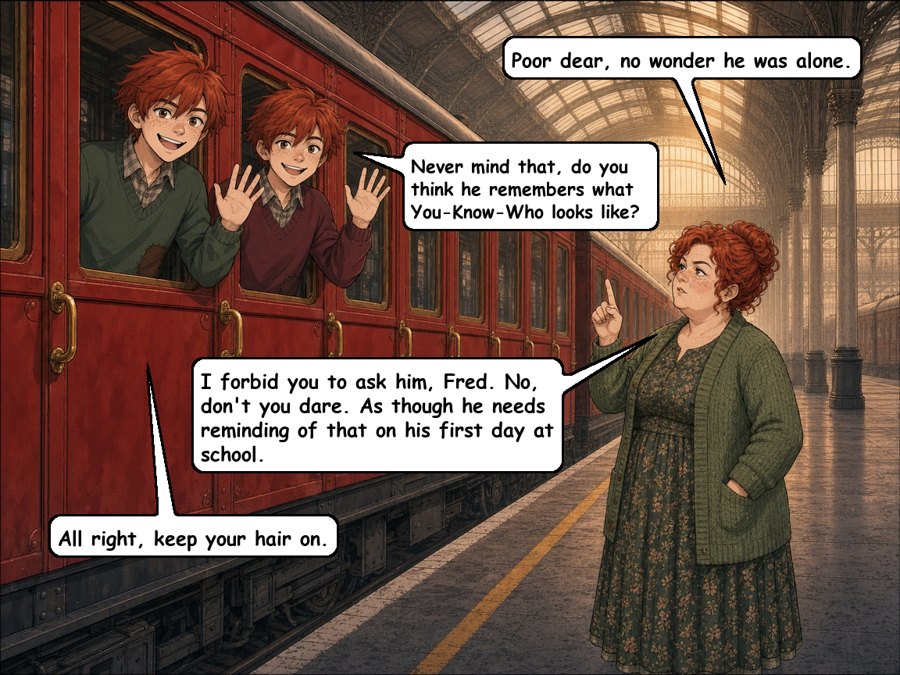 Poor dear, no wonder he was alone.
Never mind that, do you
think he remembers what
You-Know-Who looks like?
I forbid you to ask him, Fred. No,
don't you dare. As though he needs
reminding of that on his first day at
school.
All right, keep your hair on.